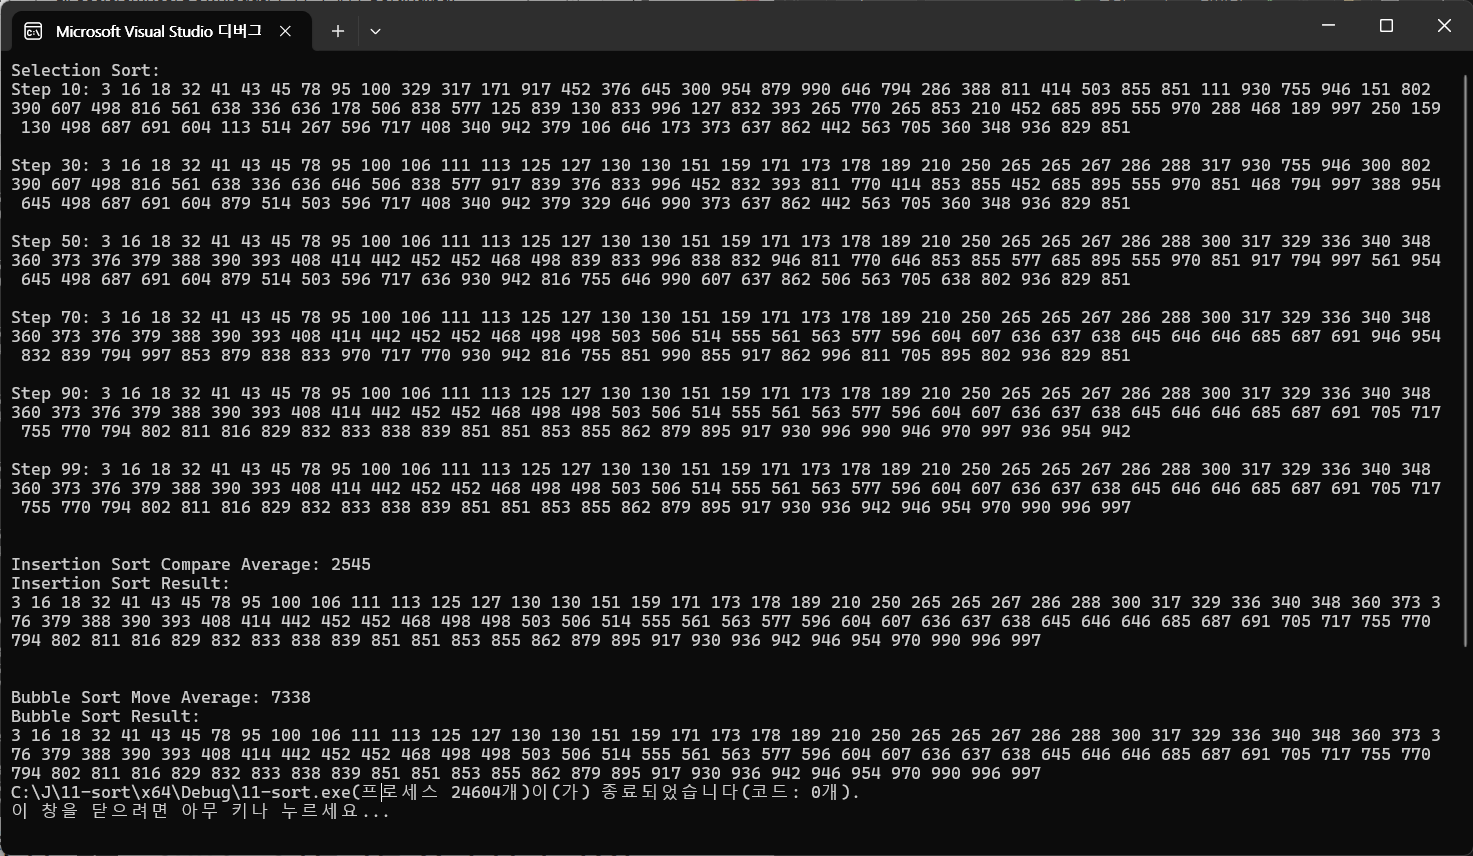 Microsoft Visual Studio 디버그
Selection Sort:
Step 10: 3 16 18 32 41 43 45 78 95 100 329 317 171 917 452 376 645 300 954 879 990 646 794 286 388 811 414 503 855 851 111 930 755 946 151 802
390 607 498 816 561 638 336 636 178 506 838 577 125 839 130 833 996 127 832 393 265 770 265 853 210 452 685 895 555 970 288 468 189 997 250 159
130 498 687 691 604 113 514 267 596 717 408 340 942 379 106 646 173 373 637 862 442 563 705 360 348 936 829 851
Step 30: 3 16 18 32 41 43 45 78 95 100 106 111 113 125 127 130 130 151 159 171 173 178 189 210 250 265 265 267 286 288 317 930 755 946 300 802
390 607 498 816 561 638 336 636 646 506 838 577 917 839 376 833 996 452 832 393 811 770 414 853 855 452 685 895 555 970 851 468 794 997 388 954
645 498 687 691 604 879 514 503 596 717 408 340 942 379 329 646 990 373 637 862 442 563 705 360 348 936 829 851
Step 50: 3 16 18 32 41 43 45 78 95 100 106 111 113 125 127 130 130 151 159 171 173 178 189 210 250 265 265 267 286 288 300 317 329 336 340 348
360 373 376 379 388 390 393 408 414 442 452 452 468 498 839 833 996 838 832 946 811 770 646 853 855 577 685 895 555 970 851 917 794 997 561 954
645 498 687 691 604 879 514 503 596 717 636 930 942 816 755 646 990 607 637 862 506 563 705 638 802 936 829 851
Step 70: 3 16 18 32 41 43 45 78 95 100 106 111 113 125 127 130 130 151 159 171 173 178 189 210 250 265 265 267 286 288 300 317 329 336 340 348
360 373 376 379 388 390 393 408 414 442 452 452 468 498 498 503 506 514 555 561 563 577 596 604 607 636 637 638 645 646 646 685 687 691 946 954
832 839 794 997 853 879 838 833 970 717 770 930 942 816 755 851 990 855 917 862 996 811 705 895 802 936 829 851
Step 90: 3 16 18 32 41 43 45 78 95 100 106 111 113 125 127 130 130 151 159 171 173 178 189 210 250 265 265 267 286 288 300 317 329 336 340 348
360 373 376 379 388 390 393 408 414 442 452 452 468 498 498 503 506 514 555 561 563 577 596 604 607 636 637 638 645 646 646 685 687 691 705 717
755 770 794 802 811 816 829 832 833 838 839 851 851 853 855 862 879 895 917 930 996 990 946 970 997 936 954 942
Step 99: 3 16 18 32 41 43 45 78 95 100 106 111 113 125 127 130 130 151 159 171 173 178 189 210 250 265 265 267 286 288 300 317 329 336 340 348
360 373 376 379 388 390 393 408 414 442 452 452 468 498 498 503 506 514 555 561 563 577 596 604 607 636 637 638 645 646 646 685 687 691 705 717
755 770 794 802 811 816 829 832 833 838 839 851 851 853 855 862 879 895 917 930 936 942 946 954 970 990 996 997
Insertion Sort Compare Average: 2545
Insertion Sort Result:
3 16 18 32 41 43 45 78 95 100 106 111 113 125 127 130 130 151 159 171 173 178 189 210 250 265 265 267 286 288 300 317 329 336 340 348 360 373 3
76 379 388 390 393 408 414 442 452 452 468 498 498 503 506 514 555 561 563 577 596 604 607 636 637 638 645 646 646 685 687 691 705 717 755 770
794 802 811 816 829 832 833 838 839 851 851 853 855 862 879 895 917 930 936 942 946 954 970 990 996 997
Bubble Sort Move Average: 7338
Bubble Sort Result:
3 16 18 32 41 43 45 78 95 100 106 111 113 125 127 130 130 151 159 171 173 178 189 210 250 265 265 267 286 288 300 317 329 336 340 348 360 373 3
76 379 388 390 393 408 414 442 452 452 468 498 498 503 506 514 555 561 563 577 596 604 607 636 637 638 645 646 646 685 687 691 705 717 755 770
794 802 811 816 829 832 833 838 839 851 851 853 855 862 879 895 917 930 936 942 946 954 970 990 996 997
C:\J\11-sort\x64\Debug\11-sort.exe(프로세스 24604개)이(가) 종료되었습니다(코드: 0개).
이 창을 닫으려면 아무 키나 누르세요...